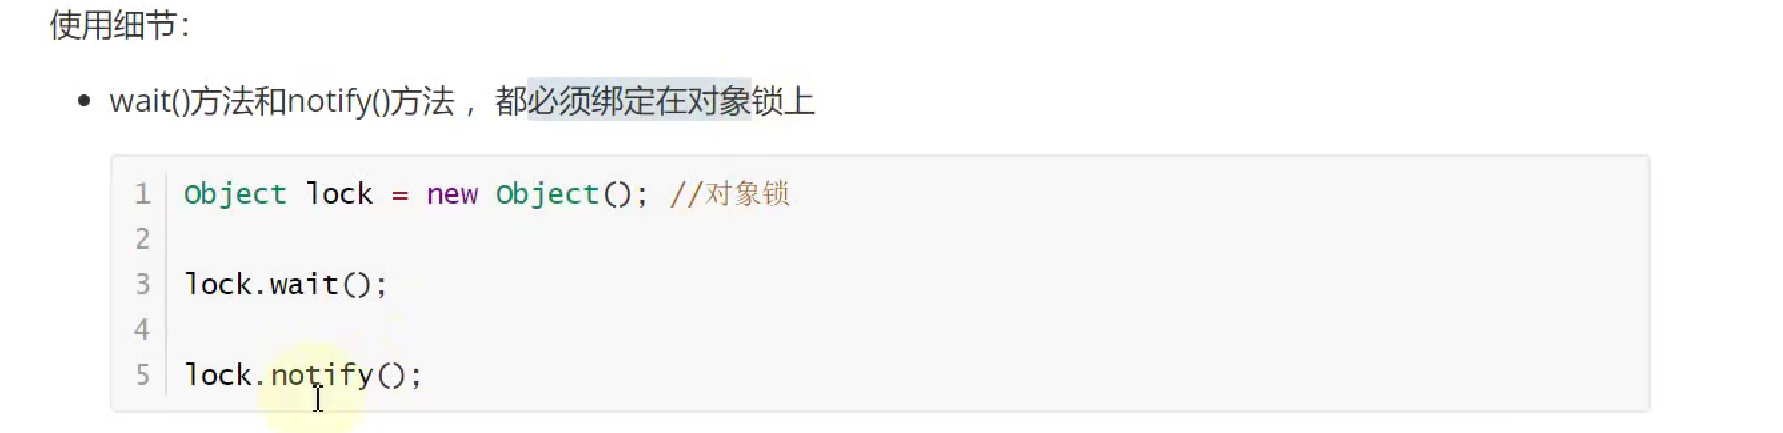 使用细节：
• wait()方法和notify()方法 ，都必须绑定在对象锁上
1 Object lock = new Object(); //对象锁
2
3 lock.wait();
4
5 lock.notify();